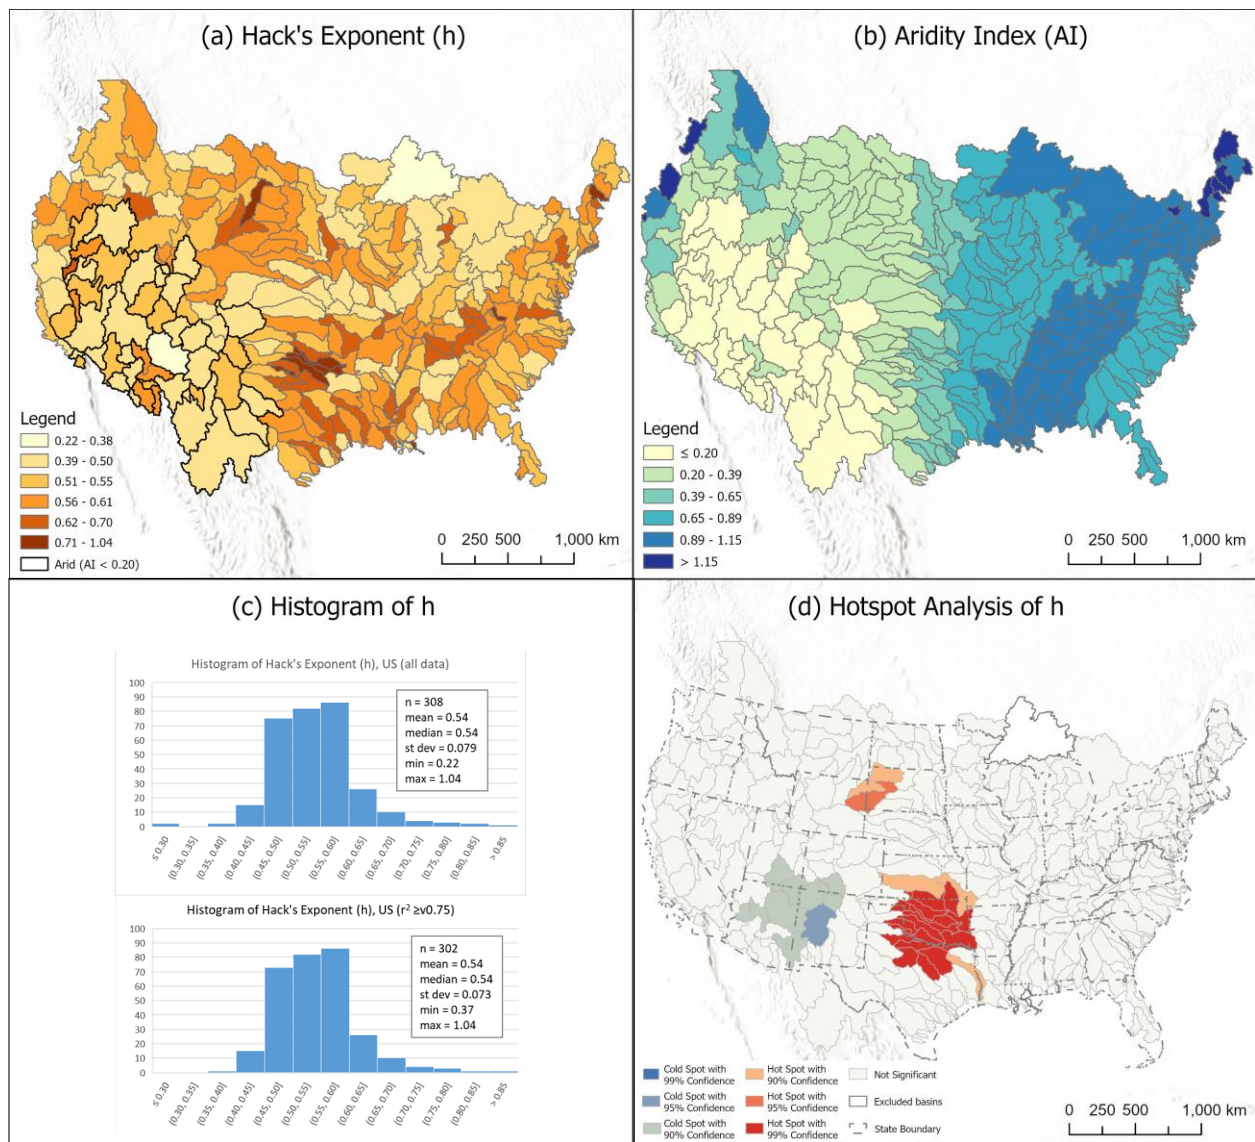 (a) Hack's Exponent (h)
Legend
0.22 - 0.38
0.39 - 0.50
0.51 - 0.55
0.56 - 0.61
0.62 - 0.70
0.71 - 1.04
Arid (AI < 0.20)
0 250 500 1,000 km
(b) Aridity Index (AI)
Legend
≤ 0.20
0.20 - 0.39
0.39 - 0.65
0.65 - 0.89
0.89 - 1.15
> 1.15
0 250 500 1,000 km
(c) Histogram of h
Histogram of Hack's Exponent (h), US (all data)
100
90
80
70
60
50
40
30
20
10
0
n = 308
mean = 0.54
median = 0.54
st dev = 0.079
min = 0.22
max = 1.04
≤ 0.30
(0.30, 0.35]
(0.35, 0.40]
(0.40, 0.45]
(0.45, 0.50]
(0.50, 0.55]
(0.55, 0.60]
(0.60, 0.65]
(0.65, 0.70]
(0.70, 0.75]
(0.75, 0.80]
(0.80, 0.85]
> 0.85
Histogram of Hack's Exponent (h), US (r² ≥v0.75)
100
90
80
70
60
50
40
30
20
10
0
n = 302
mean = 0.54
median = 0.54
st dev = 0.073
min = 0.37
max = 1.04
≤ 0.30
(0.30, 0.35]
(0.35, 0.40]
(0.40, 0.45]
(0.45, 0.50]
(0.50, 0.55]
(0.55, 0.60]
(0.60, 0.65]
(0.65, 0.70]
(0.70, 0.75]
(0.75, 0.80]
(0.80, 0.85]
> 0.85
(d) Hotspot Analysis of h
Cold Spot with
99% Confidence
Cold Spot with
95% Confidence
Cold Spot with
90% Confidence
Hot Spot with
90% Confidence
Hot Spot with
95% Confidence
Hot Spot with
99% Confidence
Not Significant
Excluded basins
State Boundary
0 250 500 1,000 km